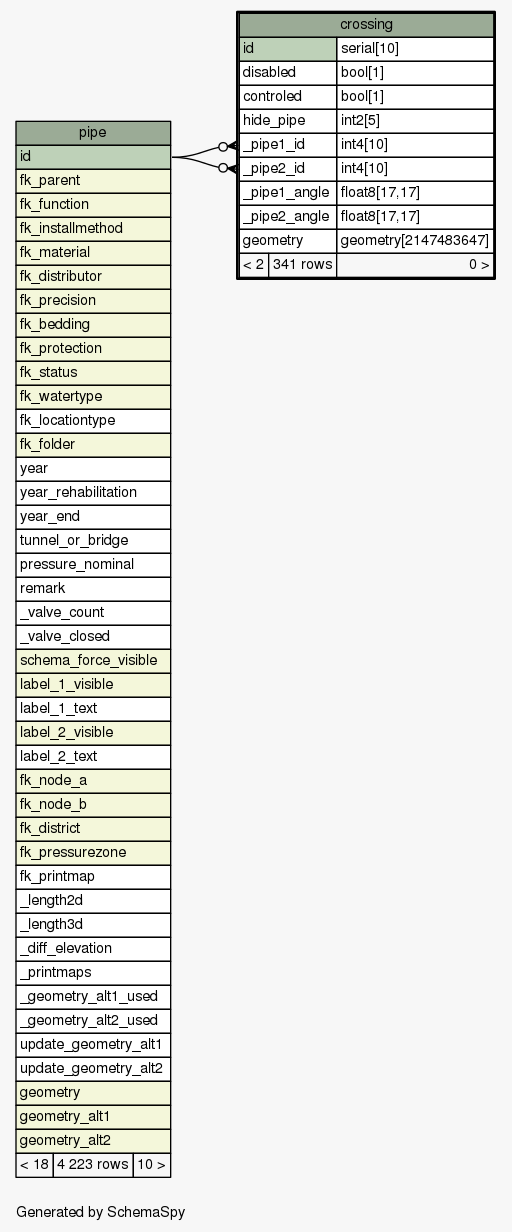 crossing
id serial[10]
disabled bool[1]
controled bool[1]
hide_pipe int2[5]
_pipe1_id int4[10]
_pipe2_id int4[10]
_pipe1_angle float8[17,17]
_pipe2_angle float8[17,17]
geometry geometry[2147483647]
< 2 341 rows 0 >
pipe
id
fk_parent
fk_function
fk_installmethod
fk_material
fk_distributor
fk_precision
fk_bedding
fk_protection
fk_status
fk_watertype
fk_locationtype
fk_folder
year
year_rehabilitation
year_end
tunnel_or_bridge
pressure_nominal
remark
_valve_count
_valve_closed
schema_force_visible
label_1_visible
label_1_text
label_2_visible
label_2_text
fk_node_a
fk_node_b
fk_district
fk_pressurezone
fk_printmap
_length2d
_length3d
_diff_elevation
_printmaps
_geometry_alt1_used
_geometry_alt2_used
update_geometry_alt1
update_geometry_alt2
geometry
geometry_alt1
geometry_alt2
< 18 4 223 rows 10 >
Generated by SchemaSpy